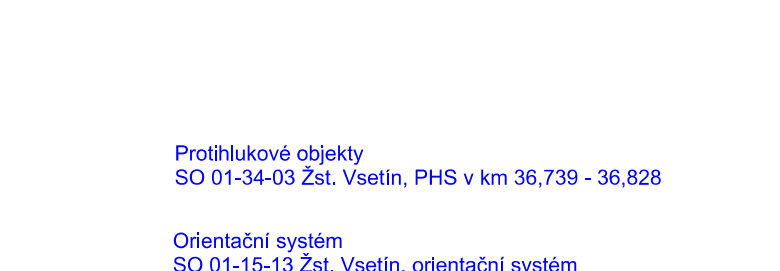 Protihlukové objekty
SO 01-34-03 Žst. Vsetín, PHS v km 36,739 - 36,828
Orientační systém
SO 01-15-13 Žst. Vsetín, orientační systém